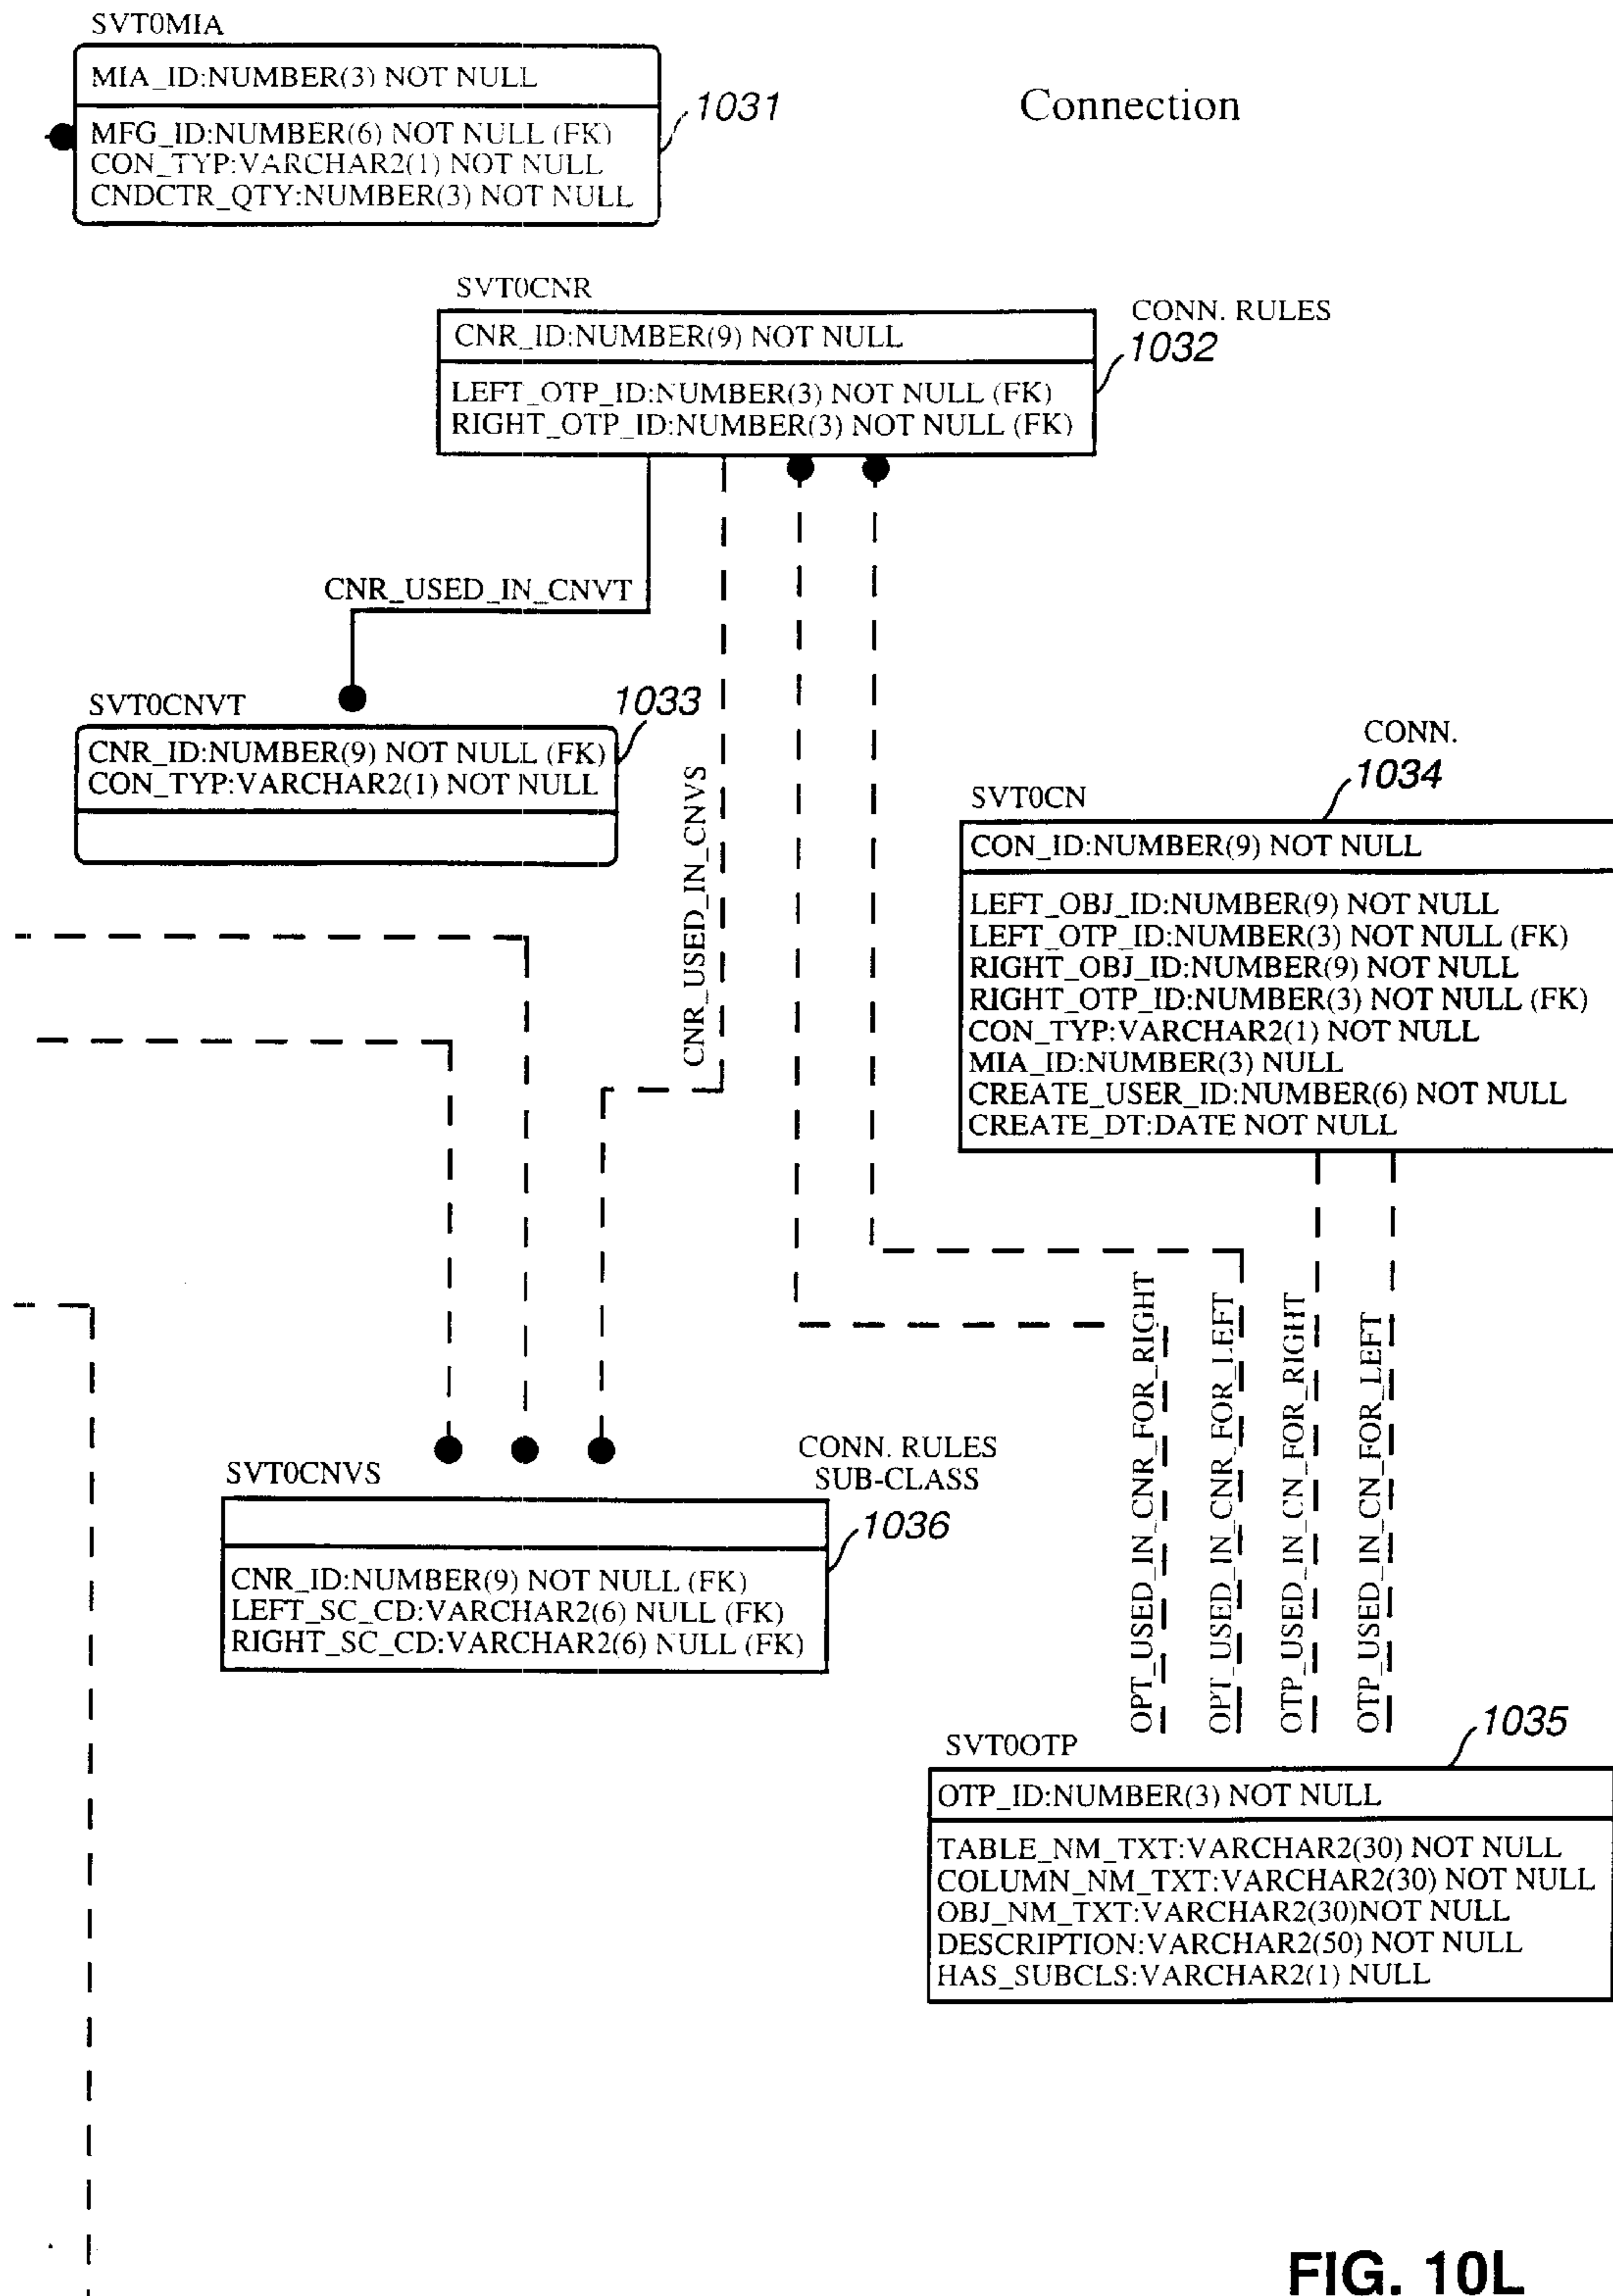 SVT0MIA
MIA_ID:NUMBER(3) NOT NULL
MFG_ID:NUMBER(6) NOT NULL (FK)
CON_TYP:VARCHAR2(1) NOT NULL
CNDCTR_QTY:NUMBER(3) NOT NULL
1031
Connection
SVT0CNR
CNR_ID:NUMBER(9) NOT NULL
LEFT_OTP_ID:NUMBER(3) NOT NULL (FK)
RIGHT_OTP_ID:NUMBER(3) NOT NULL (FK)
CONN. RULES
1032
CNR_USED_IN_CNVT
CNR_USED_IN_CNVS
SVT0CNVT
1033
CNR_ID:NUMBER(9) NOT NULL (FK)
CON_TYP:VARCHAR2(1) NOT NULL
CONN.
1034
SVT0CN
CON_ID:NUMBER(9) NOT NULL
LEFT_OBJ_ID:NUMBER(9) NOT NULL
LEFT_OTP_ID:NUMBER(3) NOT NULL (FK)
RIGHT_OBJ_ID:NUMBER(9) NOT NULL
RIGHT_OTP_ID:NUMBER(3) NOT NULL (FK)
CON_TYP:VARCHAR2(1) NOT NULL
MIA_ID:NUMBER(3) NULL
CREATE_USER_ID:NUMBER(6) NOT NULL
CREATE_DT:DATE NOT NULL
OPT_USED_IN_CNR_FOR_RIGHT
OPT_USED_IN_CNR_FOR_LEFT
OTP_USED_IN_CN_FOR_RIGHT
OTP_USED_IN_CN_FOR_LEFT
SVT0CNVS
CONN. RULES
SUB-CLASS
1036
CNR_ID:NUMBER(9) NOT NULL (FK)
LEFT_SC_CD:VARCHAR2(6) NULL (FK)
RIGHT_SC_CD:VARCHAR2(6) NULL (FK)
SVT0OTP
1035
OTP_ID:NUMBER(3) NOT NULL
TABLE_NM_TXT:VARCHAR2(30) NOT NULL
COLUMN_NM_TXT:VARCHAR2(30) NOT NULL
OBJ_NM_TXT:VARCHAR2(30)NOT NULL
DESCRIPTION:VARCHAR2(50) NOT NULL
HAS_SUBCLS:VARCHAR2(1) NULL
FIG. 10L